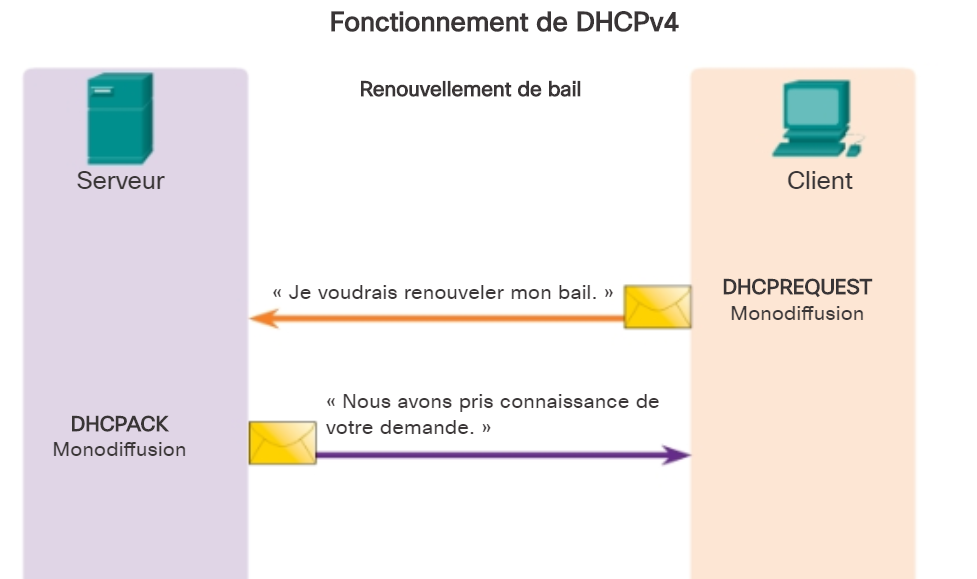 Fonctionnement de DHCPv4
Renouvellement de bail
Serveur
Client
« Je voudrais renouveler mon bail. »
DHCPREQUEST
Monodiffusion
« Nous avons pris connaissance de
votre demande. »
DHCPACK
Monodiffusion